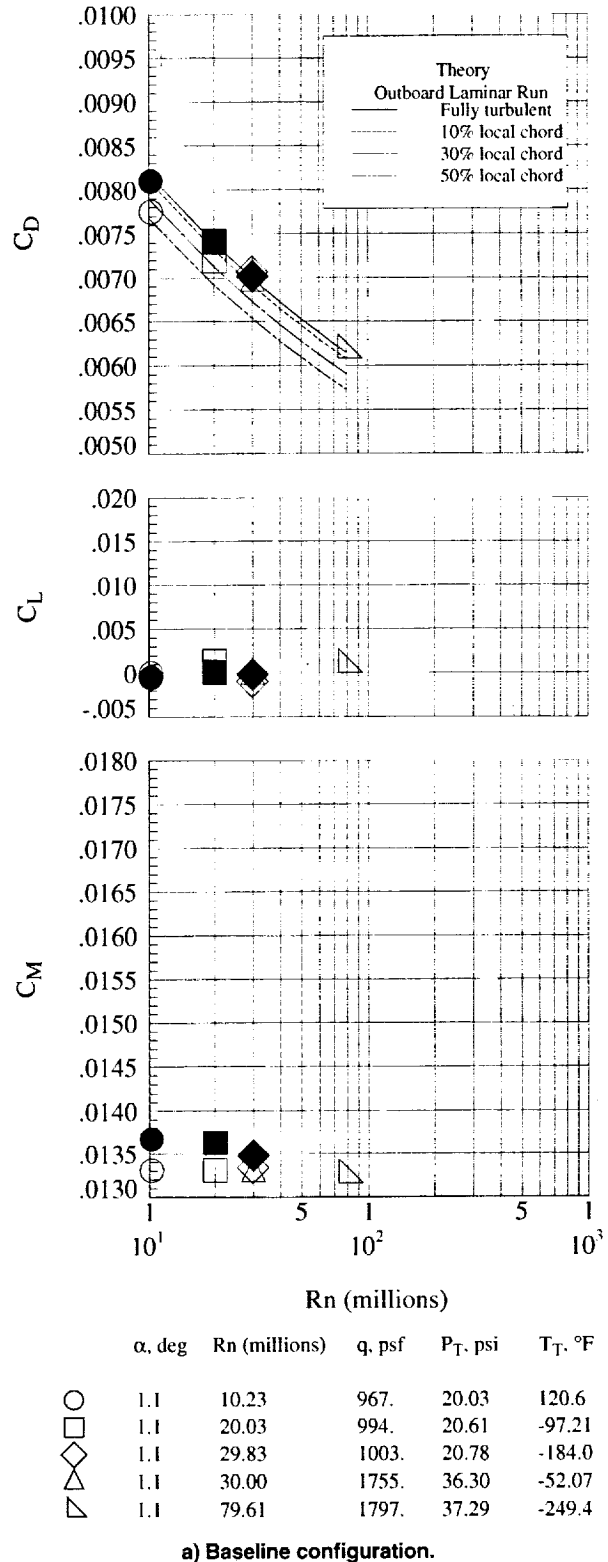 .0100
.0095
.0090
.0085
.0080
.0075
.0070
.0065
.0060
.0055
.0050
C_D
Theory
Outboard Laminar Run
Fully turbulent
10% local chord
30% local chord
50% local chord
.020
.015
.010
.005
0
-.005
C_L
.0180
.0175
.0170
.0165
.0160
.0155
.0150
.0145
.0140
.0135
.0130
C_M
1 5 1 5 1
10^1 10^2 10^3
Rn (millions)
α, deg Rn (millions) q, psf P_T, psi T_T, °F
1.1 10.23 967. 20.03 120.6
1.1 20.03 994. 20.61 -97.21
1.1 29.83 1003. 20.78 -184.0
1.1 30.00 1755. 36.30 -52.07
1.1 79.61 1797. 37.29 -249.4
a) Baseline configuration.